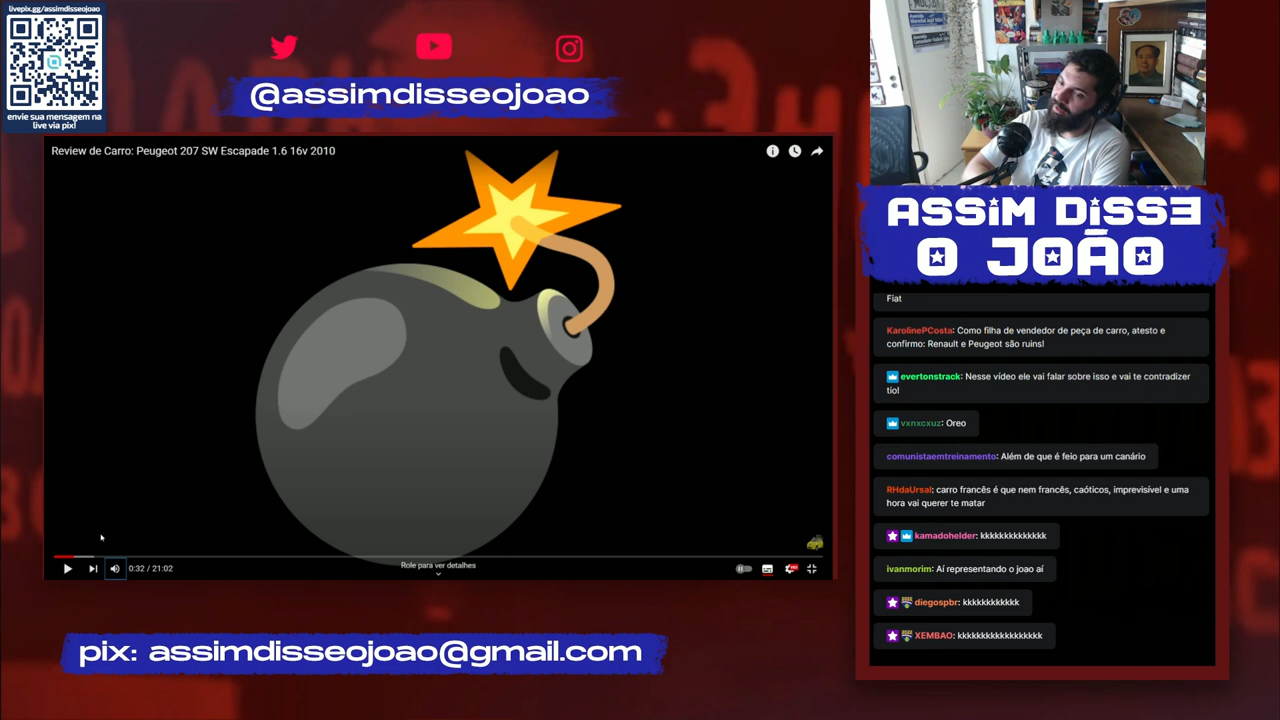 livepix.gg/assimdisseojoao
envie sua mensagem na
live via pix!
@assimdisseojoao
Review de Carro: Peugeot 207 SW Escapade 1.6 16v 2010
0:32 / 21:02
Role para ver detalhes
pix: assimdisseojoao@gmail.com
ASSIM DISSE
O JOÃO
Fiat
KarolinePCosta: Como filha de vendedor de peça de carro, atesto e
confirmo: Renault e Peugeot são ruins!
evertonstrack: Nesse vídeo ele vai falar sobre isso e vai te contradizer
tio!
vxnxcxuz: Oreo
comunistaemtreinamento: Além de que é feio para um canário
RHdaUrsal: carro francês é que nem francês, caóticos, imprevisível e uma
hora vai querer te matar
kamadohelder: kkkkkkkkkkkkkk
ivanmorim: Aí representando o joao aí
diegospbr: kkkkkkkkkkkk
XEMBAO: kkkkkkkkkkkkkkkkkk